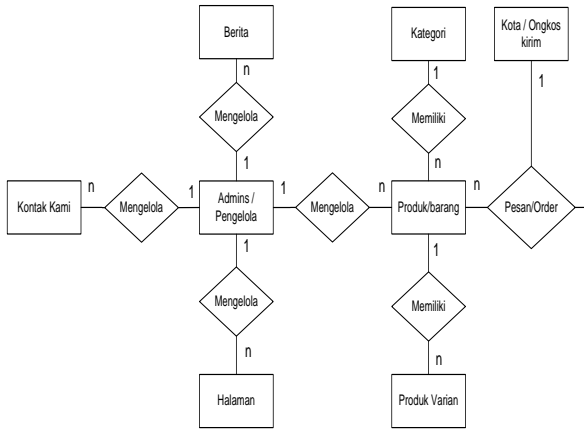 Berita
Kategori
Kota / Ongkos
kirim
n
1
1
Mengelola
Memiliki
1
n
Kontak Kami
n
Mengelola
1
Admins /
Pengelola
1
Mengelola
n
Produk/barang
n
Pesan/Order
1
1
Mengelola
Memiliki
n
n
Halaman
Produk Varian